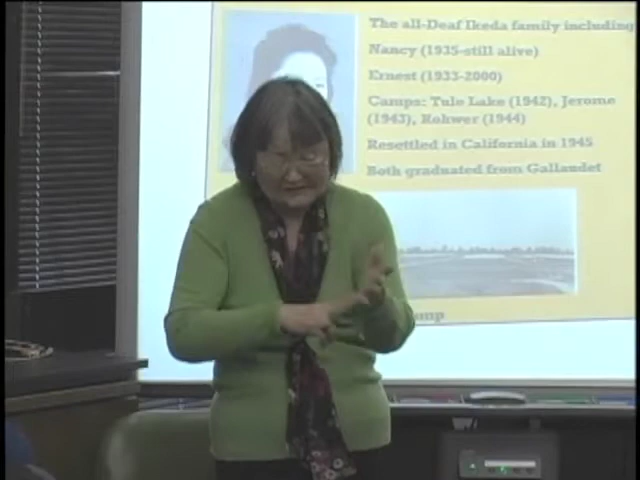 The all-Deaf Ikeda family including
Nancy (1935-still alive)
Ernest (1933-2000)
Camps: Tule Lake (1942), Jerome
(1943), Rohwer (1944)
Resettled in California in 1945
Both graduated from Gallaudet